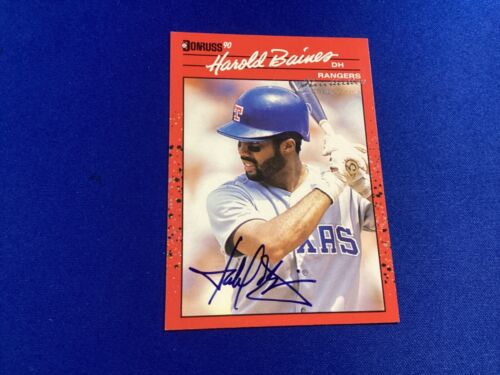 DONRUSS 90
Harold Baines
DH
RANGERS
T
XAS